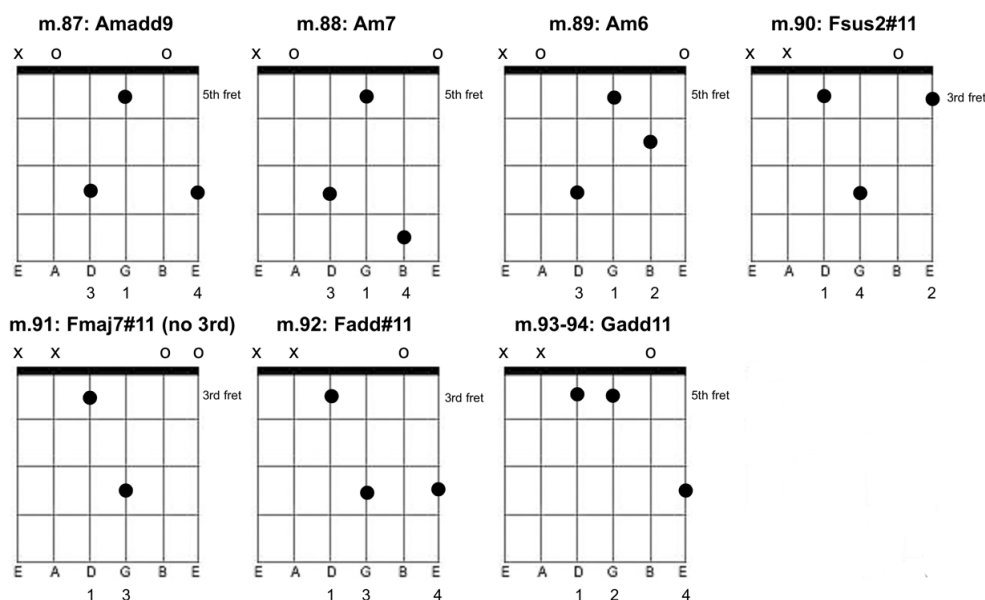 m.87: Amadd9 m.88: Am7 m.89: Am6 m.90: Fsus2#11
x o o x o o x o o x x o
5th fret 5th fret 5th fret 3rd fret
E A D G B E E A D G B E E A D G B E E A D G B E
3 1 4 3 1 4 3 1 2 1 4 2
m.91: Fmaj7#11 (no 3rd) m.92: Fadd#11 m.93-94: Gadd11
x x o o x x o x x o
3rd fret 3rd fret 5th fret
E A D G B E E A D G B E E A D G B E
1 3 1 3 4 1 2 4